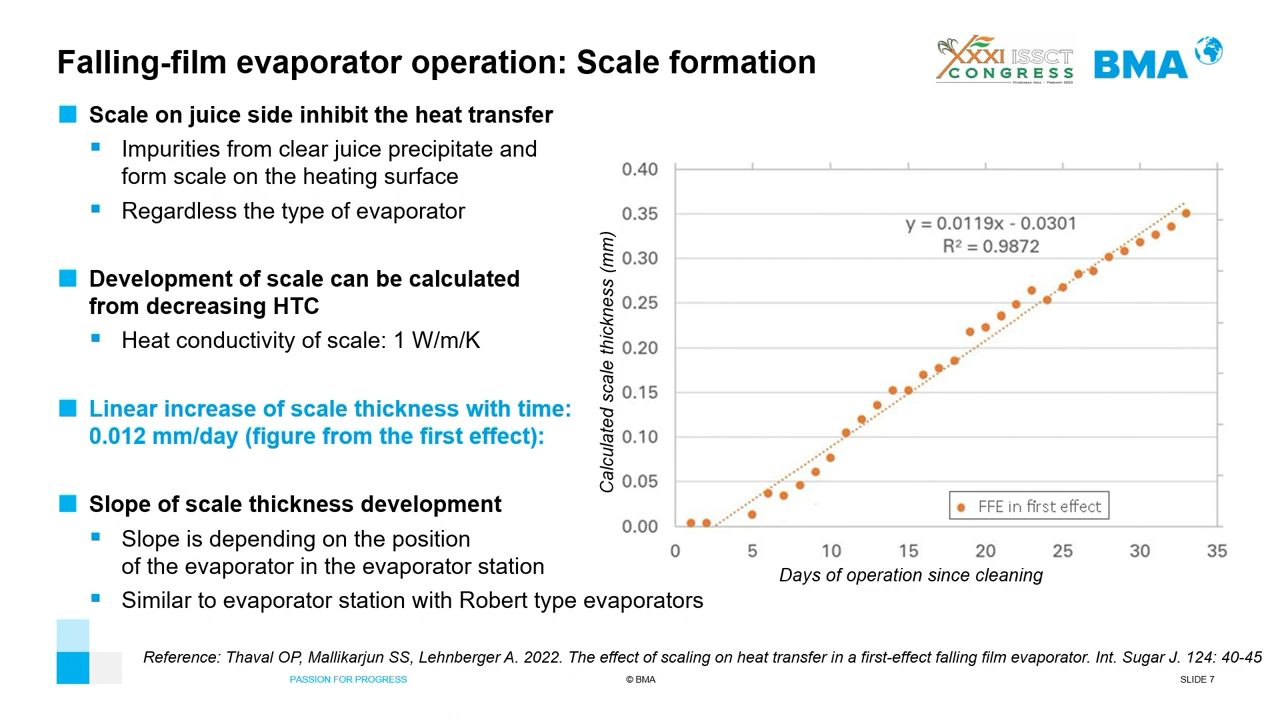 Falling-film evaporator operation: Scale formation
XXXI ISSCT
CONGRESS
BMA
Scale on juice side inhibit the heat transfer
Impurities from clear juice precipitate and
form scale on the heating surface
Regardless the type of evaporator
Development of scale can be calculated
from decreasing HTC
Heat conductivity of scale: 1 W/m/K
Linear increase of scale thickness with time:
0.012 mm/day (figure from the first effect):
Slope of scale thickness development
Slope is depending on the position
of the evaporator in the evaporator station
Similar to evaporator station with Robert type evaporators
Calculated scale thickness (mm)
0.40
0.35
0.30
0.25
0.20
0.15
0.10
0.05
0.00
y = 0.0119x - 0.0301
R² = 0.9872
FFE in first effect
0 5 10 15 20 25 30 35
Days of operation since cleaning
Reference: Thaval OP, Mallikarjun SS, Lehnberger A. 2022. The effect of scaling on heat transfer in a first-effect falling film evaporator. Int. Sugar J. 124: 40-45
PASSION FOR PROGRESS
© BMA
SLIDE 7